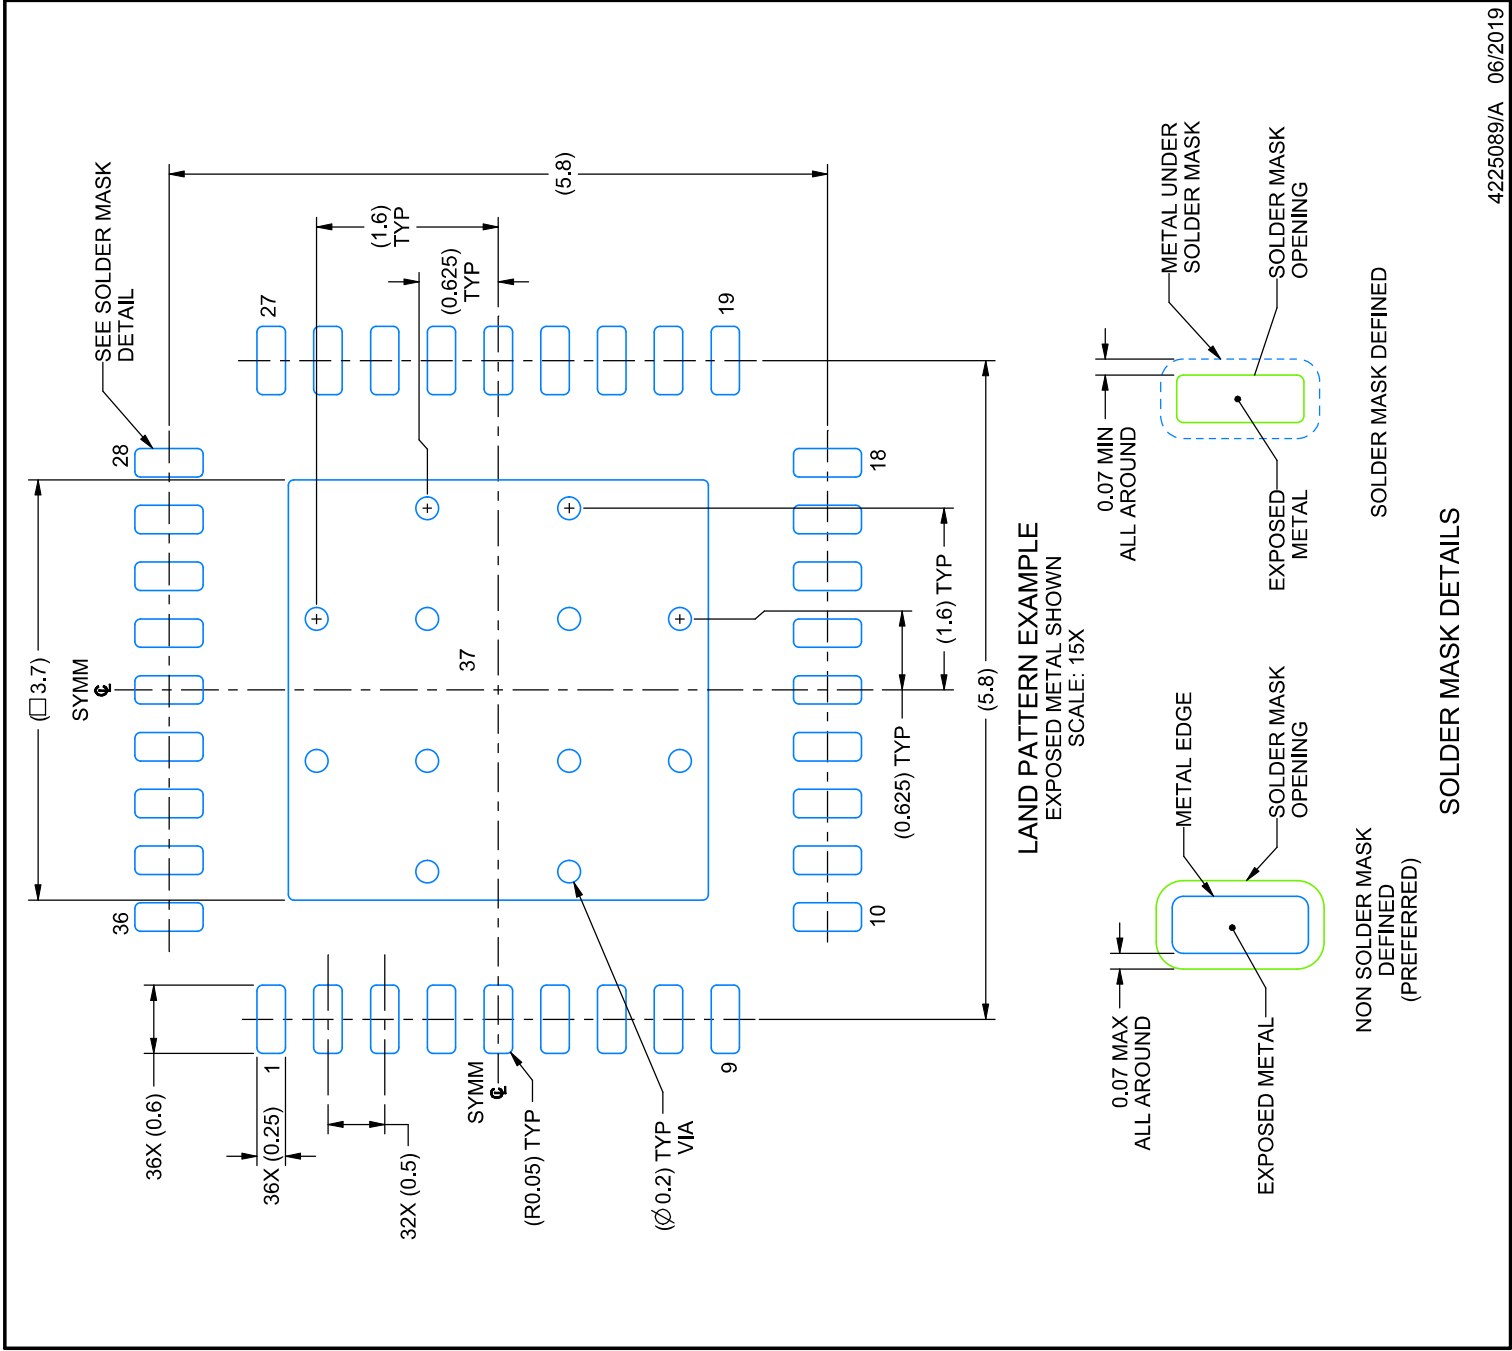 (□ 3.7)
SYMM
℄
SEE SOLDER MASK
DETAIL
36X (0.6)
36X (0.25)
32X (0.5)
(R0.05) TYP
(Ø 0.2) TYP
VIA
SYMM
℄
1
9
10
18
19
27
28
36
37
(1.6)
TYP
(0.625)
TYP
(5.8)
(0.625) TYP
(1.6) TYP
(5.8)
LAND PATTERN EXAMPLE
EXPOSED METAL SHOWN
SCALE: 15X
0.07 MAX
ALL AROUND
METAL EDGE
EXPOSED METAL
SOLDER MASK
OPENING
NON SOLDER MASK
DEFINED
(PREFERRED)
0.07 MIN
ALL AROUND
METAL UNDER
SOLDER MASK
EXPOSED
METAL
SOLDER MASK
OPENING
SOLDER MASK DEFINED
SOLDER MASK DETAILS
4225089/A 06/2019